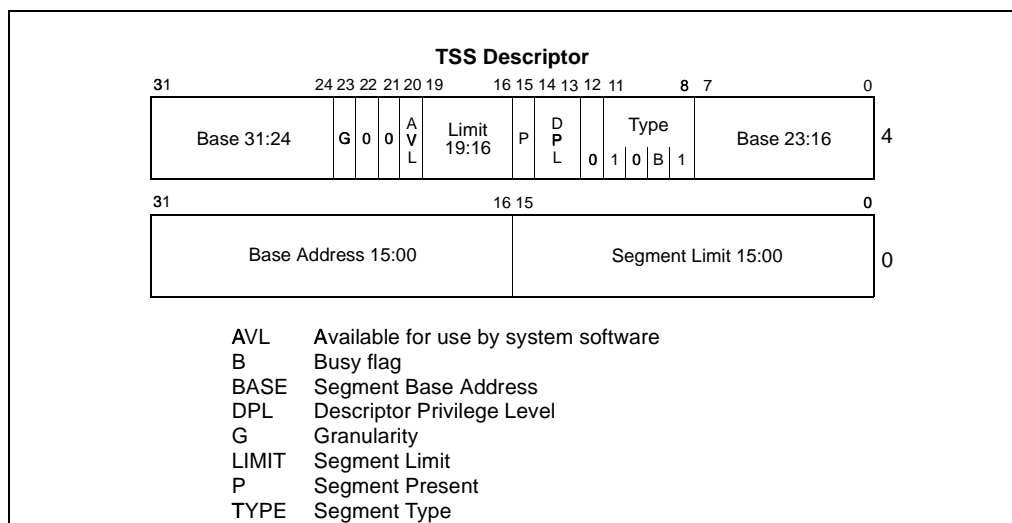 TSS Descriptor
31 24 23 22 21 20 19 16 15 14 13 12 11 8 7 0
Base 31:24 G 0 0 AVL Limit 19:16 P DPL 0 Type 1 0 B 1 Base 23:16 4
31 16 15 0
Base Address 15:00 Segment Limit 15:00 0
AVL Available for use by system software
B Busy flag
BASE Segment Base Address
DPL Descriptor Privilege Level
G Granularity
LIMIT Segment Limit
P Segment Present
TYPE Segment Type